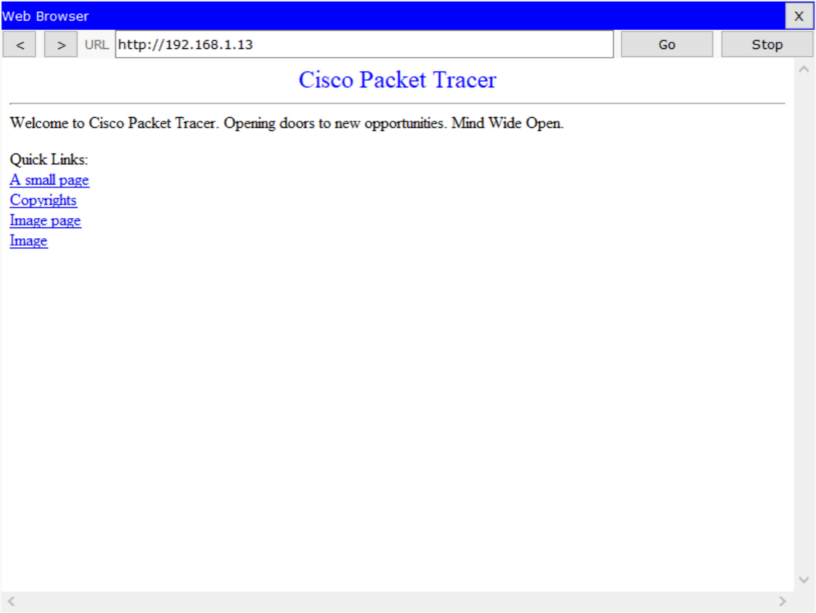 Web Browser X
< > URL http://192.168.1.13 Go Stop
Cisco Packet Tracer
Welcome to Cisco Packet Tracer. Opening doors to new opportunities. Mind Wide Open.
Quick Links:
A small page
Copyrights
Image page
Image